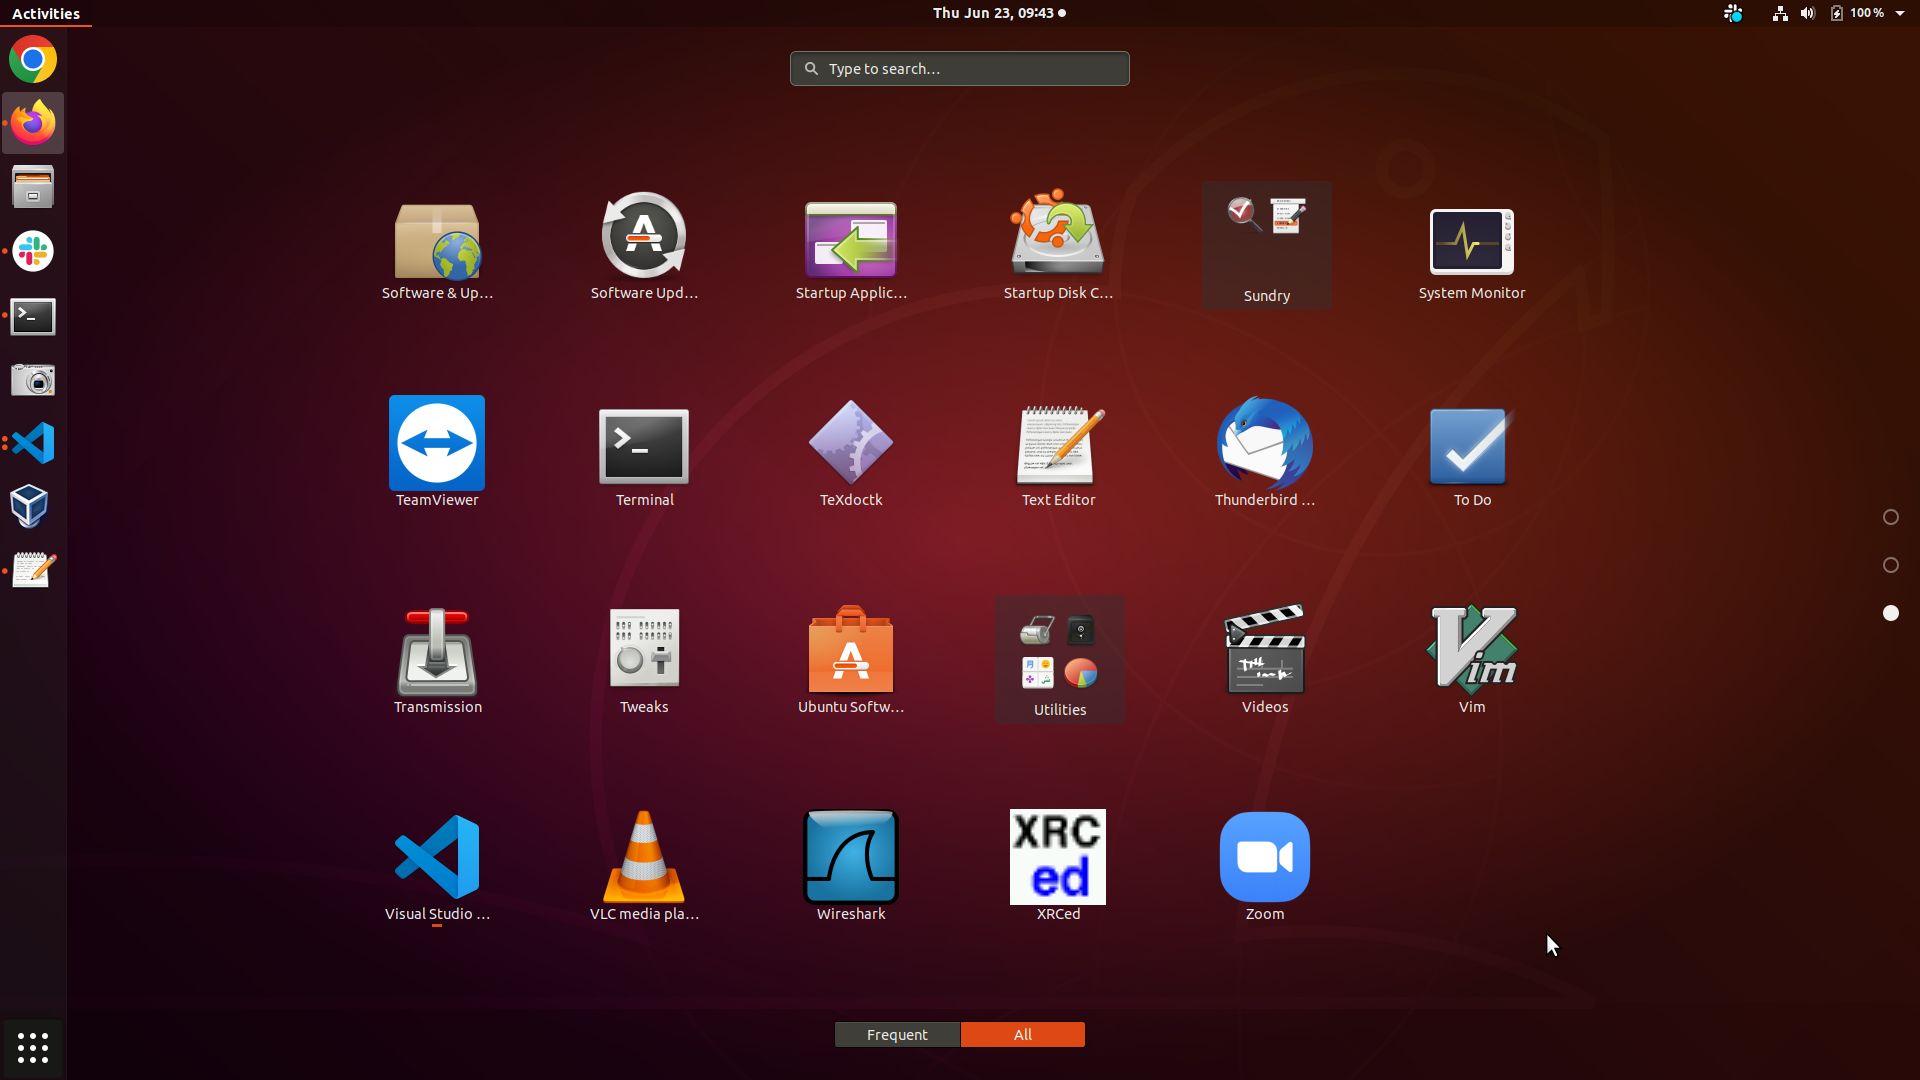 Activities
Thu Jun 23, 09:43
100 %
Type to search…
Software & Up…
Software Upd…
Startup Applic…
Startup Disk C…
Sundry
System Monitor
TeamViewer
Terminal
TeXdoctk
Text Editor
Thunderbird …
To Do
Transmission
Tweaks
Ubuntu Softw…
Utilities
Videos
Vim
Vim
Visual Studio …
VLC media pla…
Wireshark
XRC
ed
XRCed
Zoom
Frequent
All